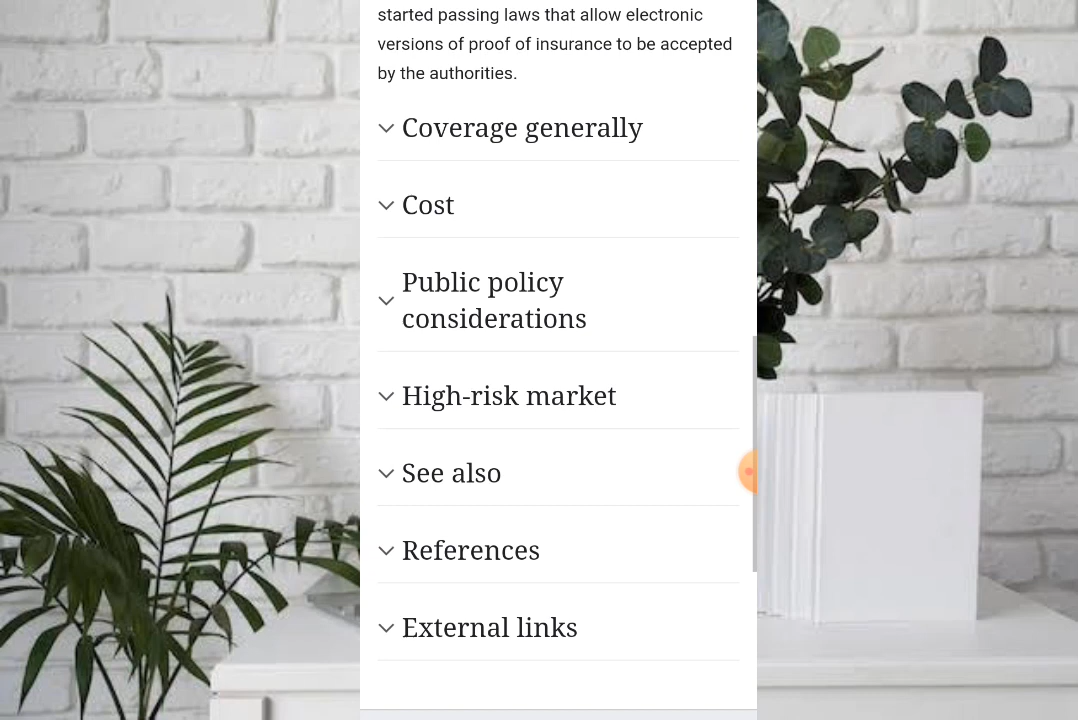 started passing laws that allow electronic
versions of proof of insurance to be accepted
by the authorities.
Coverage generally
Cost
Public policy
considerations
High-risk market
See also
References
External links